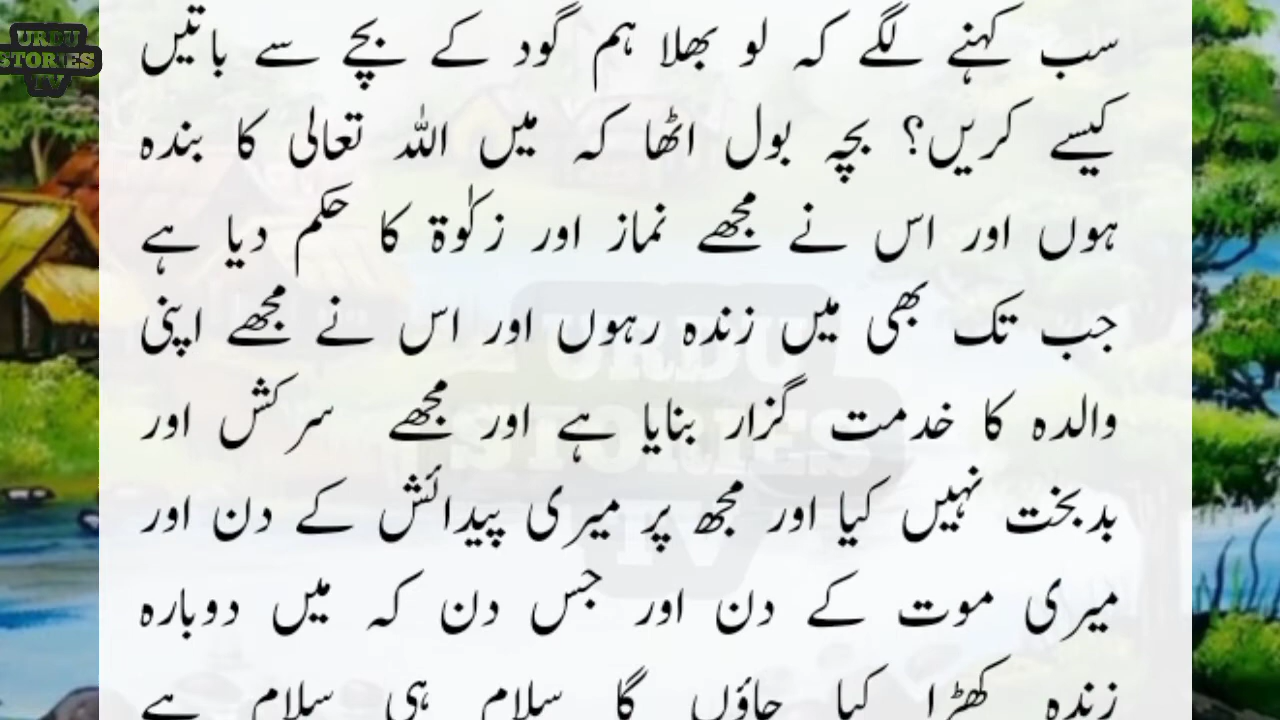 URDU
STORIES
TV
سب کہنے لگے کہ لو بھلا ہم گود کے بچے سے باتیں
کیسے کریں؟ بچہ بول اٹھا کہ میں اللہ تعالی کا بندہ
ہوں اور اس نے مجھے نماز اور زکوٰۃ کا حکم دیا ہے
جب تک بھی میں زندہ رہوں اور اس نے مجھے اپنی
والدہ کا خدمت گزار بنایا ہے اور مجھے سرکش اور
بدبخت نہیں کیا اور مجھ پر میری پیدائش کے دن اور
میری موت کے دن اور جس دن کہ میں دوبارہ
زندہ کھڑا کیا جاؤں گا سلام ہی سلام ہے
URDU
STORIES
TV